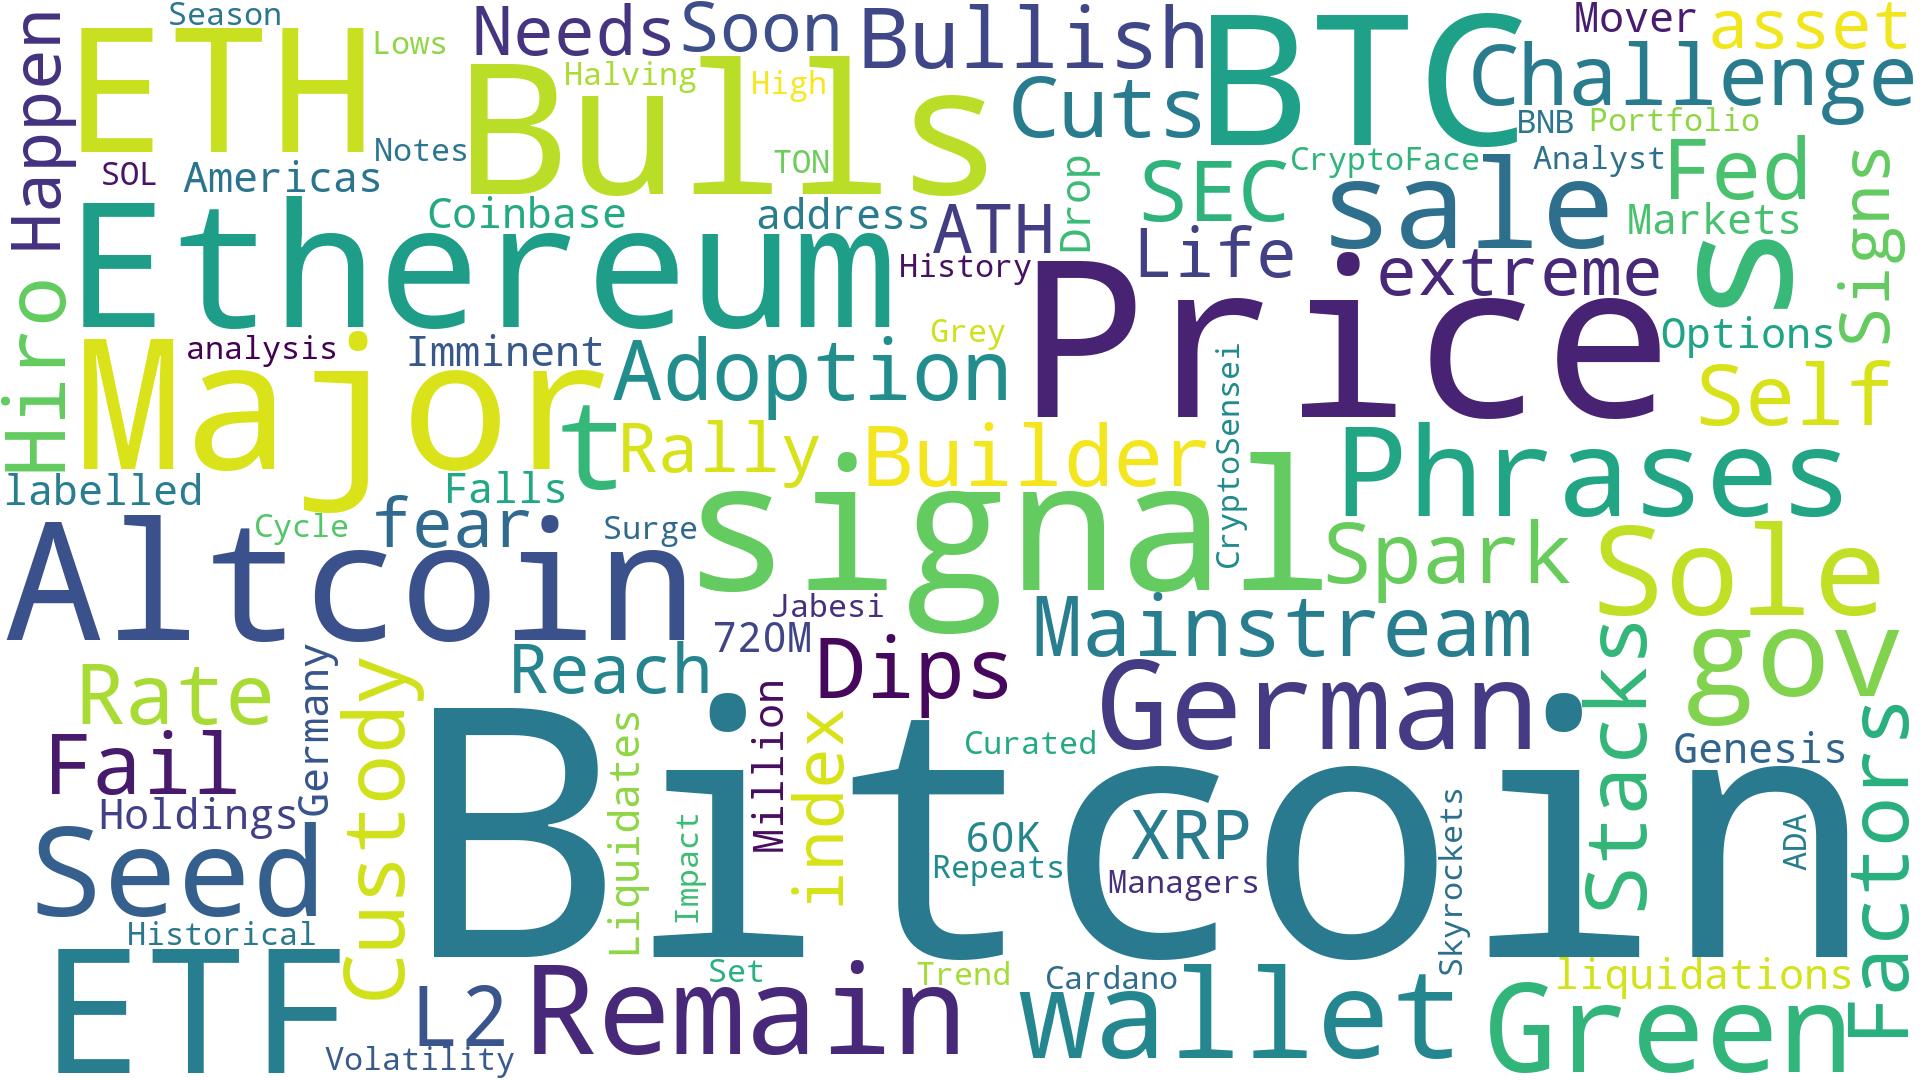 Season
Happen
ETH
Lows
Needs
Soon
Bullish
BTC
Mover
asset
Halving
High
Bulls
Cuts
Challenge
BNB
Portfolio
Notes
SOL
Americas
TON
Drop
SEC
CryptoFace
Analyst
Fed
sale
Signs
Markets
Coinbase
address
ATH
History
Life
extreme
s
Ethereum
Hiro
Price
Options
analysis
Imminent
Grey
Major
Adoption
CryptoSensei
Self
t
Rally
Builder
Phrases
labelled
Falls
Cycle
fear
Surge
signal
Spark
Sole
Altcoin
Jabesi
720M
Mainstream
gov
Germany
Custody
Reach
Dips
German
Stacks
Rate
Fail
Million
index
Curated
Genesis
Factors
Holdings
Liquidates
Impact
60K
XRP
Repeats
Managers
Skyrockets
ADA
Seed
Bitcoin
Historical
ETF
L2
Volatility
Remain
Set
Trend
Cardano
wallet
liquidations
Green